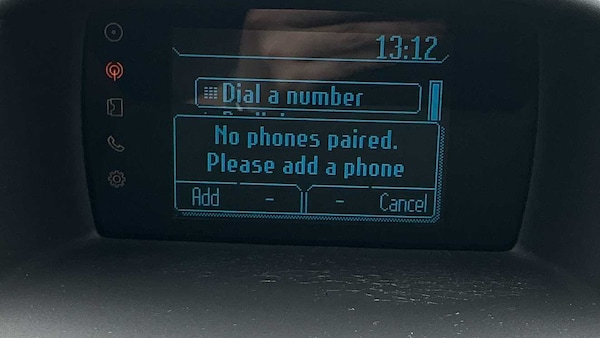 13:12
Dial a number
No phones paired.
Please add a phone
Add - - Cancel